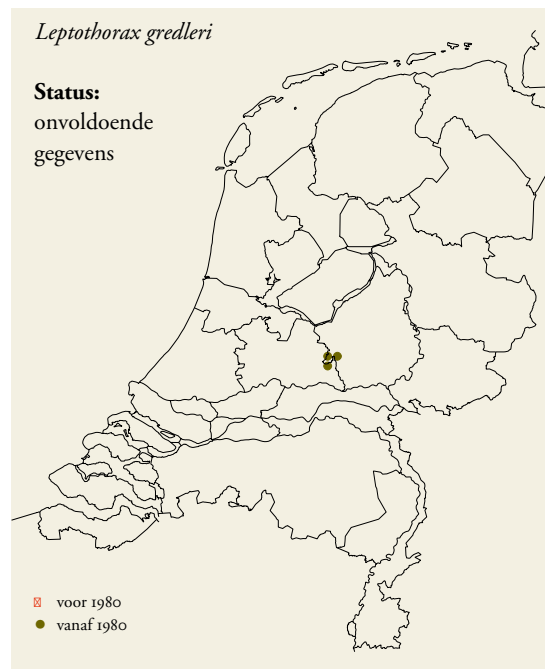 Leptothorax gredleri
Status:
onvoldoende
gegevens
voor 1980
vanaf 1980